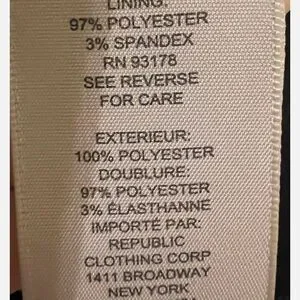 LINING:
97% POLYESTER
3% SPANDEX
RN 93178
SEE REVERSE
FOR CARE
EXTERIEUR:
100% POLYESTER
DOUBLURE:
97% POLYESTER
3% ÉLASTHANNE
IMPORTÉ PAR:
REPUBLIC
CLOTHING CORP
1411 BROADWAY
NEW YORK